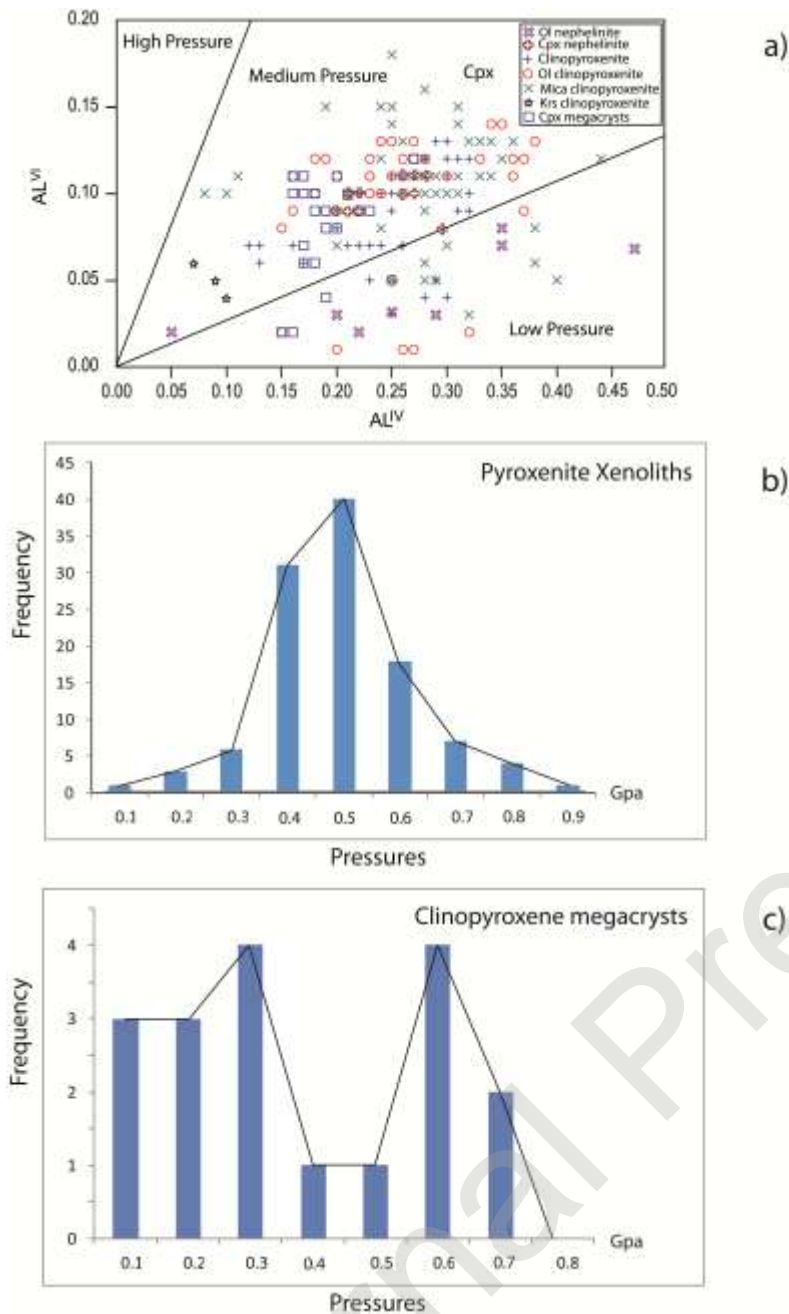 a)
0.20
High Pressure
Medium Pressure
Cpx
Ol nephelinite
Cpx nephelinite
Clinopyroxenite
Ol clinopyroxenite
Mica clinopyroxenite
Krs clinopyroxenite
Cpx megacrysts
0.15
AL^VI
0.10
0.05
Low Pressure
0.00
0.00 0.05 0.10 0.15 0.20 0.25 0.30 0.35 0.40 0.45 0.50
AL^IV
b)
Pyroxenite Xenoliths
45
40
35
30
Frequency
25
20
15
10
5
0
0.1 0.2 0.3 0.4 0.5 0.6 0.7 0.8 0.9
Gpa
Pressures
c)
Clinopyroxene megacrysts
4
3
Frequency
2
1
0
0.1 0.2 0.3 0.4 0.5 0.6 0.7 0.8
Gpa
Pressures
rnal Pre